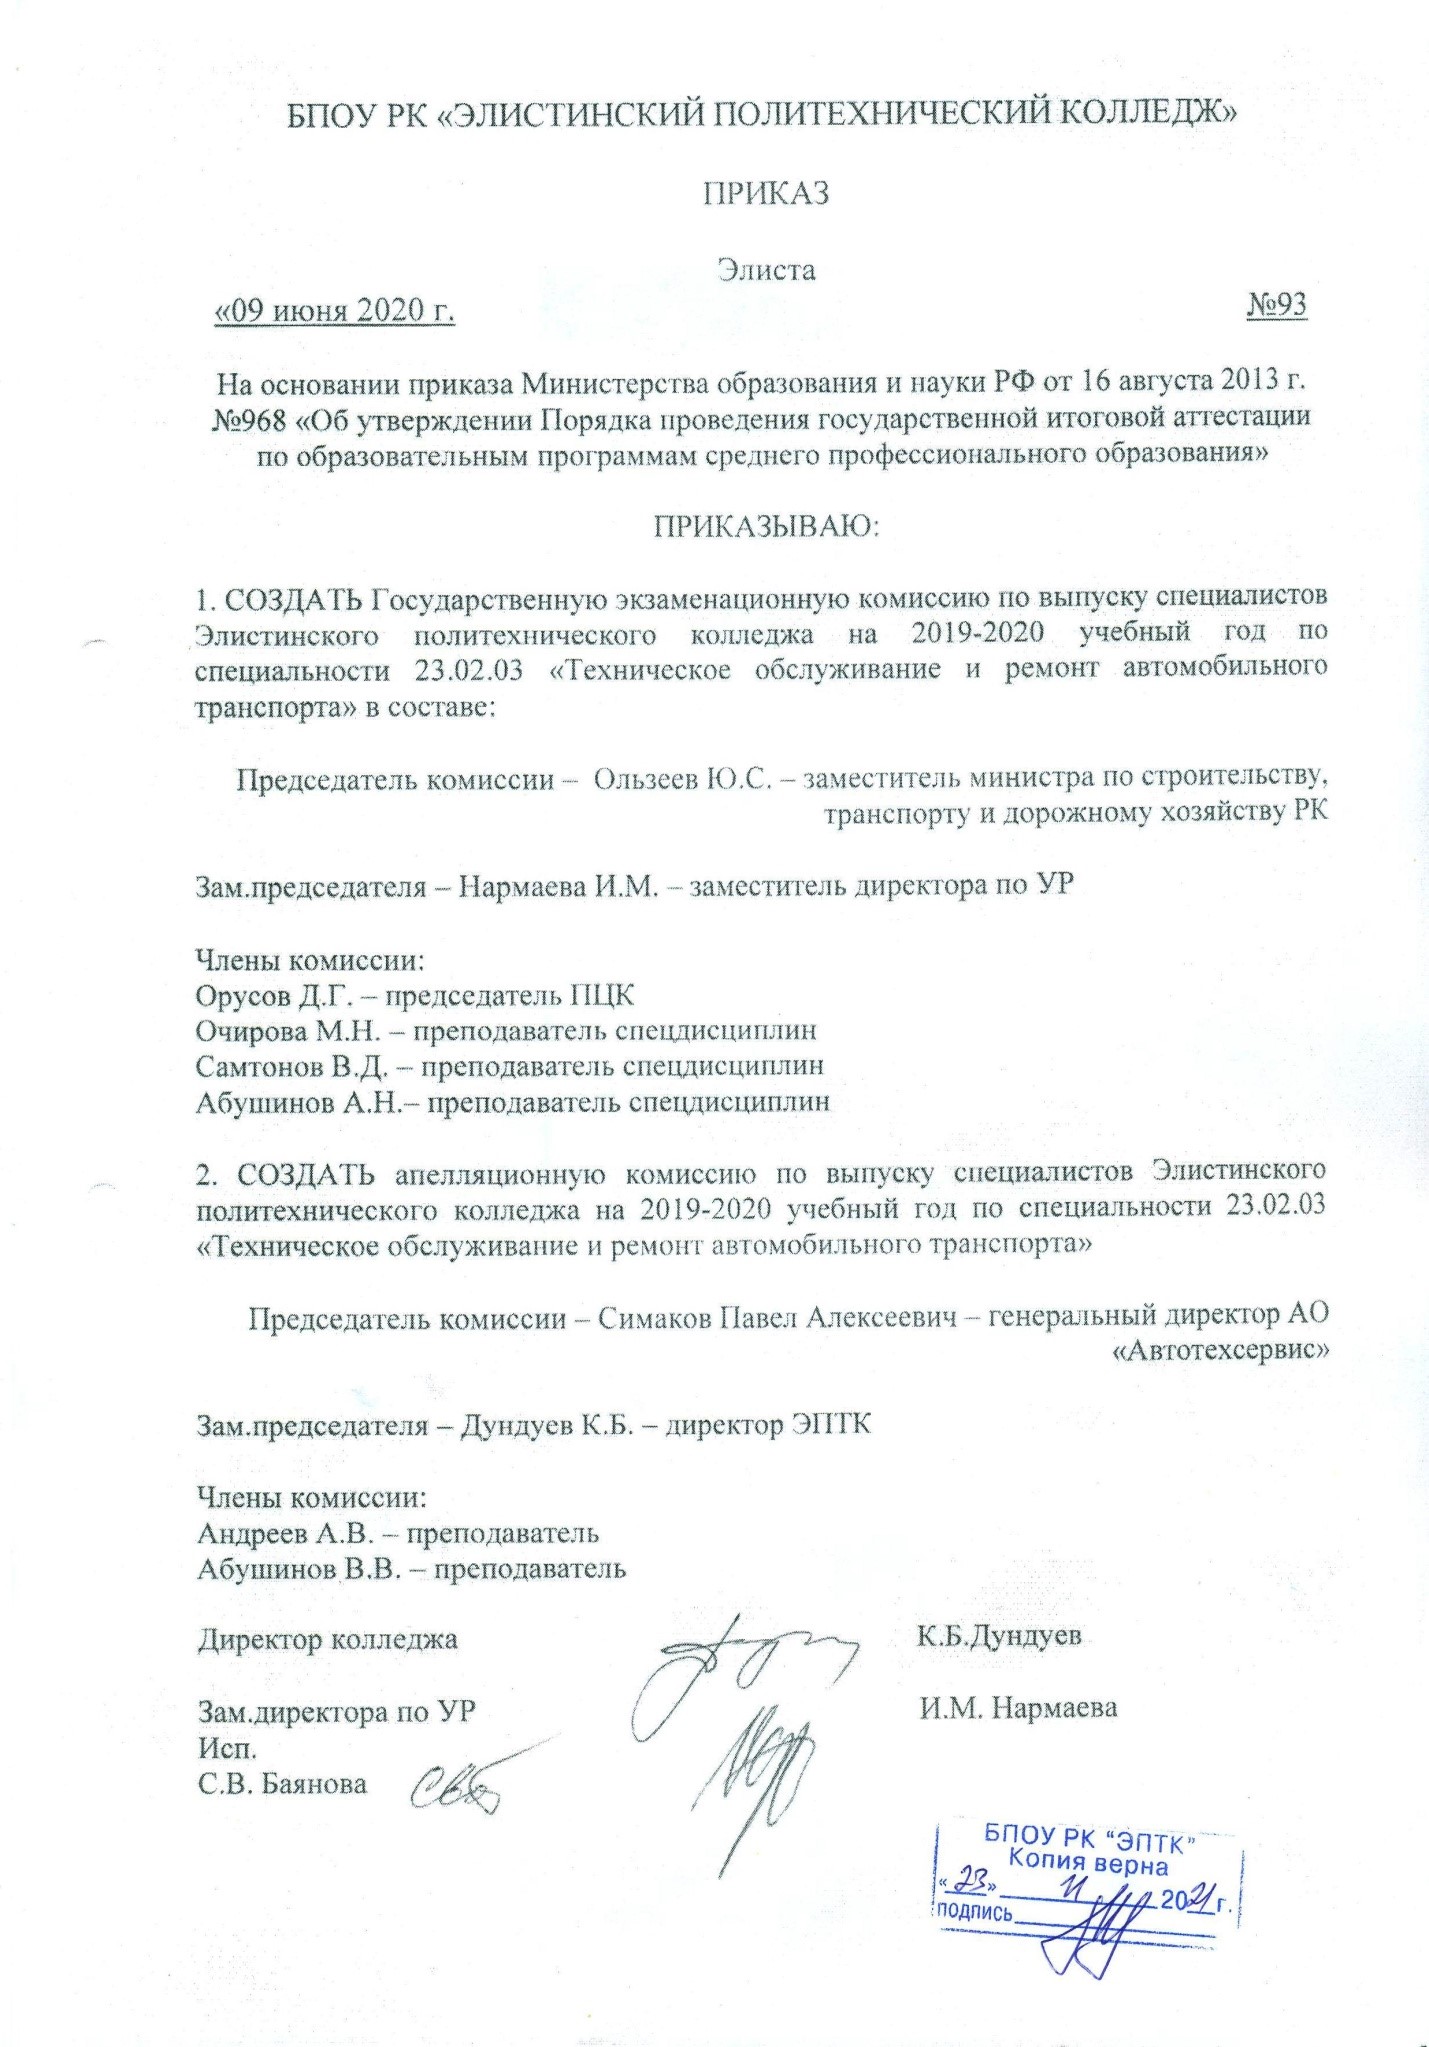 БПОУ РК «ЭЛИСТИНСКИЙ ПОЛИТЕХНИЧЕСКИЙ КОЛЛЕДЖ»
ПРИКАЗ
Элиста
«09 июня 2020 г. №93
На основании приказа Министерства образования и науки РФ от 16 августа 2013 г.
№968 «Об утверждении Порядка проведения государственной итоговой аттестации
по образовательным программам среднего профессионального образования»
ПРИКАЗЫВАЮ:
1. СОЗДАТЬ Государственную экзаменационную комиссию по выпуску специалистов
Элистинского политехнического колледжа на 2019-2020 учебный год по
специальности 23.02.03 «Техническое обслуживание и ремонт автомобильного
транспорта» в составе:
Председатель комиссии – Ользеев Ю.С. – заместитель министра по строительству,
транспорту и дорожному хозяйству РК
Зам.председателя – Нармаева И.М. – заместитель директора по УР
Члены комиссии:
Орусов Д.Г. – председатель ПЦК
Очирова М.Н. – преподаватель спецдисциплин
Самтонов В.Д. – преподаватель спецдисциплин
Абушинов А.Н.– преподаватель спецдисциплин
2. СОЗДАТЬ апелляционную комиссию по выпуску специалистов Элистинского
политехнического колледжа на 2019-2020 учебный год по специальности 23.02.03
«Техническое обслуживание и ремонт автомобильного транспорта»
Председатель комиссии – Симаков Павел Алексеевич – генеральный директор АО
«Автотехсервис»
Зам.председателя – Дундуев К.Б. – директор ЭПТК
Члены комиссии:
Андреев А.В. – преподаватель
Абушинов В.В. – преподаватель
Директор колледжа К.Б.Дундуев
Зам.директора по УР И.М. Нармаева
Исп.
С.В. Баянова
БПОУ РК “ЭПТК”
Копия верна
«23» 11 2021 г.
подпись